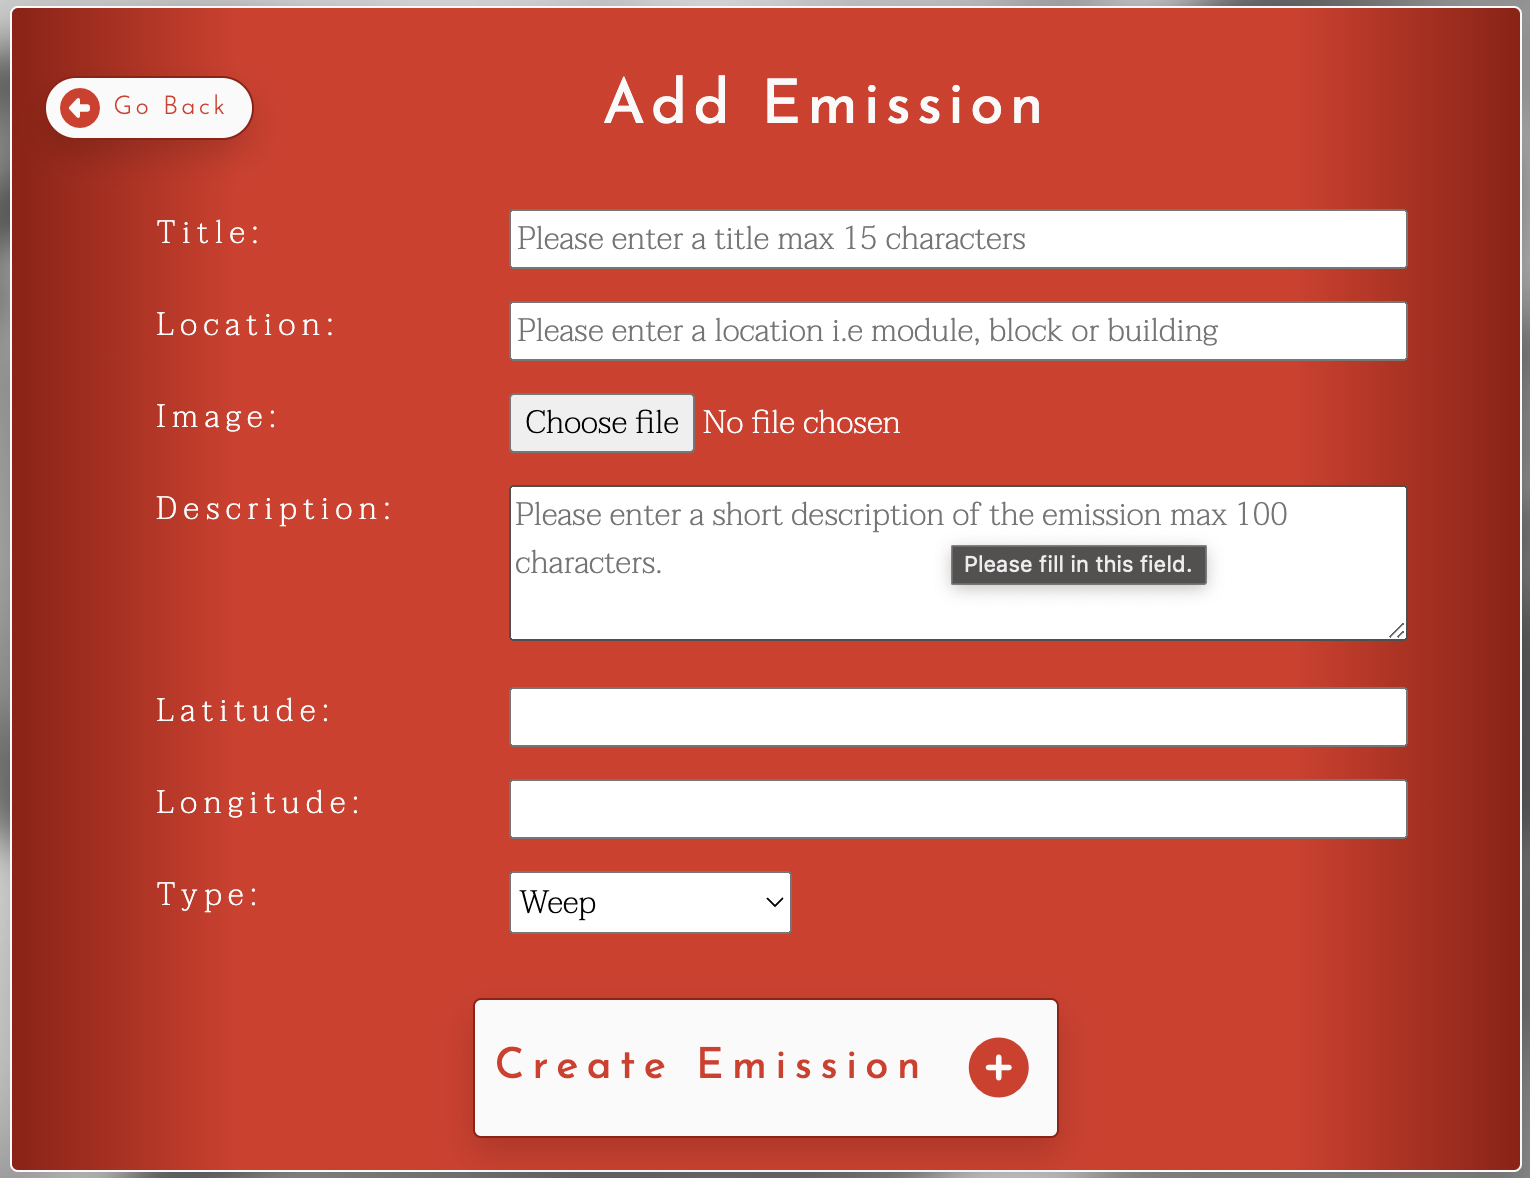 Go Back
Add Emission
Title:
Please enter a title max 15 characters
Location:
Please enter a location i.e module, block or building
Image:
Choose file No file chosen
Description:
Please enter a short description of the emission max 100
characters.
Please fill in this field.
Latitude:
Longitude:
Type:
Weep
Create Emission